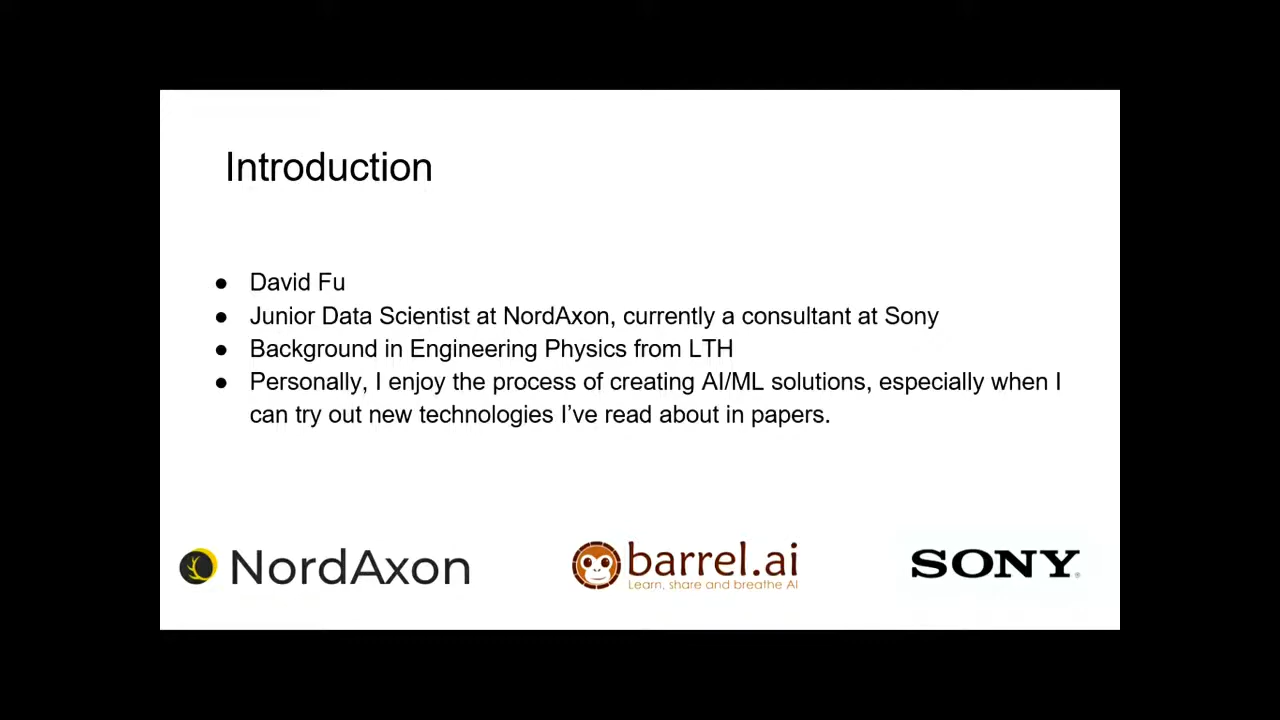 Introduction
● David Fu
● Junior Data Scientist at NordAxon, currently a consultant at Sony
● Background in Engineering Physics from LTH
● Personally, I enjoy the process of creating AI/ML solutions, especially when I
can try out new technologies I’ve read about in papers.
NordAxon
barrel.ai
Learn, share and breathe AI
SONY